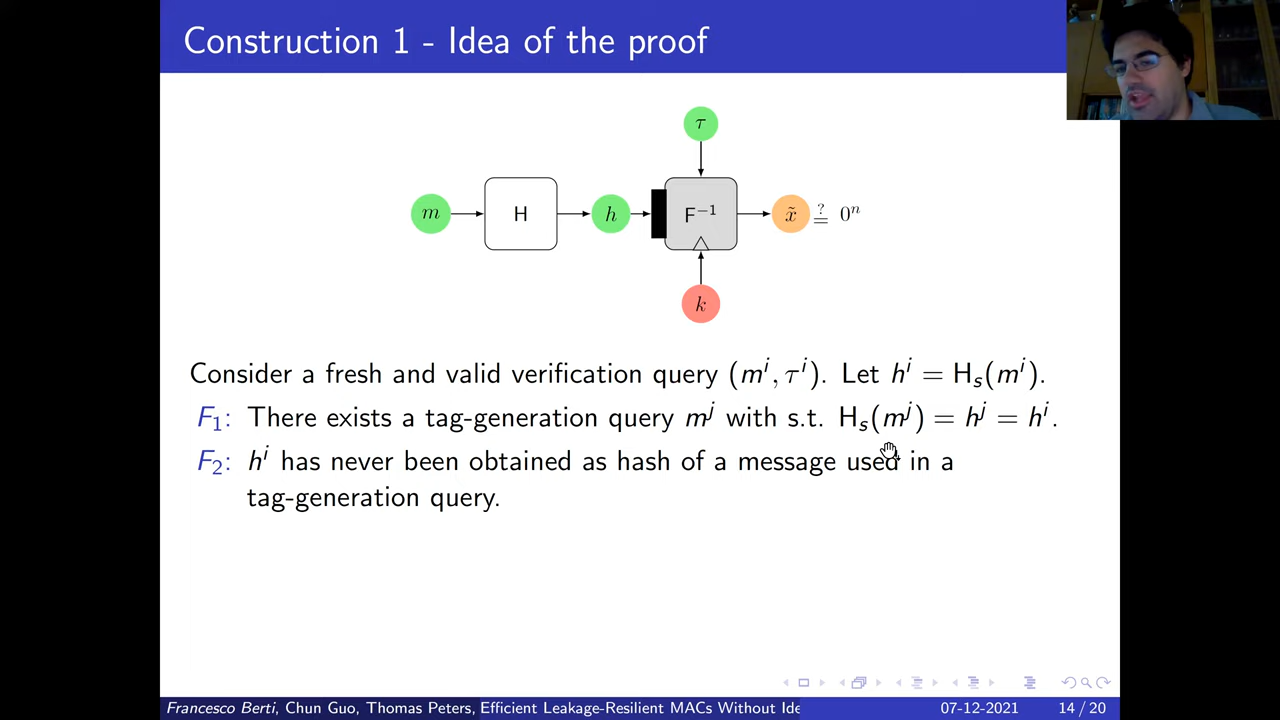 Construction 1 - Idea of the proof
τ
m H h F⁻¹ x̃ ≟ 0ⁿ
k
Consider a fresh and valid verification query (mⁱ, τⁱ). Let hⁱ = Hₛ(mⁱ).
F₁: There exists a tag-generation query mʲ with s.t. Hₛ(mʲ) = hʲ = hⁱ.
F₂: hⁱ has never been obtained as hash of a message used in a
tag-generation query.
Francesco Berti, Chun Guo, Thomas Peters, Efficient Leakage-Resilient MACs Without Ide 07-12-2021 14 / 20